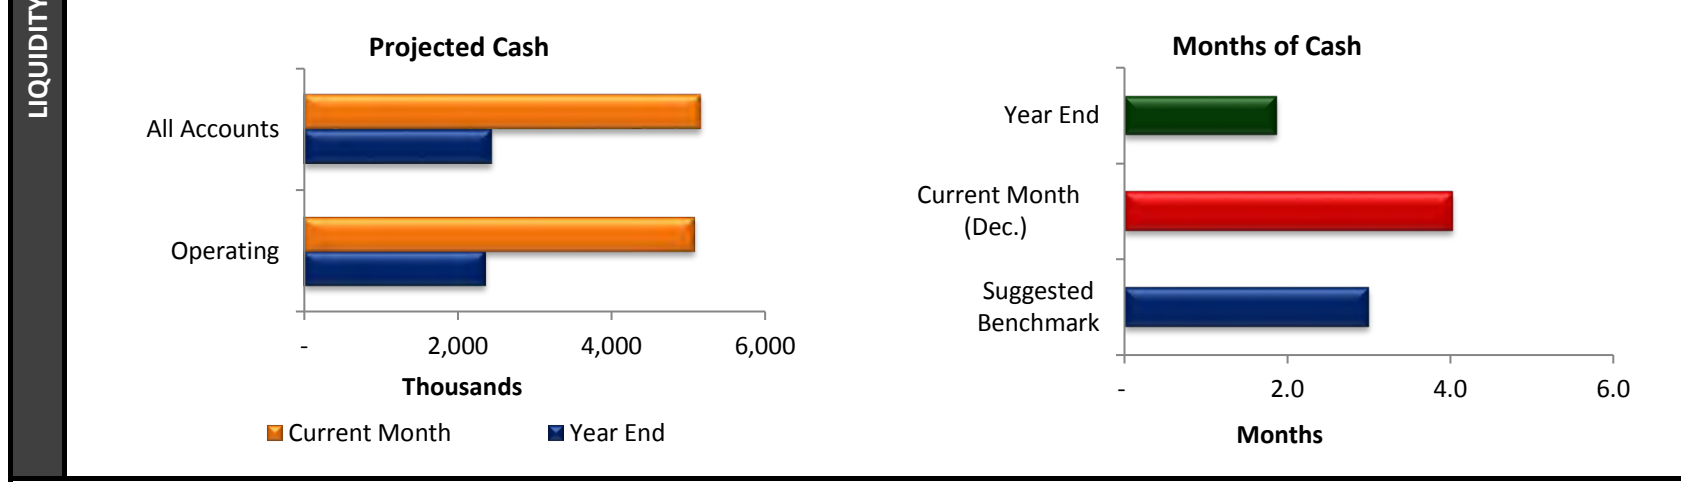 LIQUIDITY
Projected Cash
All Accounts
Operating
-
2,000
4,000
6,000
Thousands
Current Month
Year End
Months of Cash
Year End
Current Month
(Dec.)
Suggested
Benchmark
-
2.0
4.0
6.0
Months